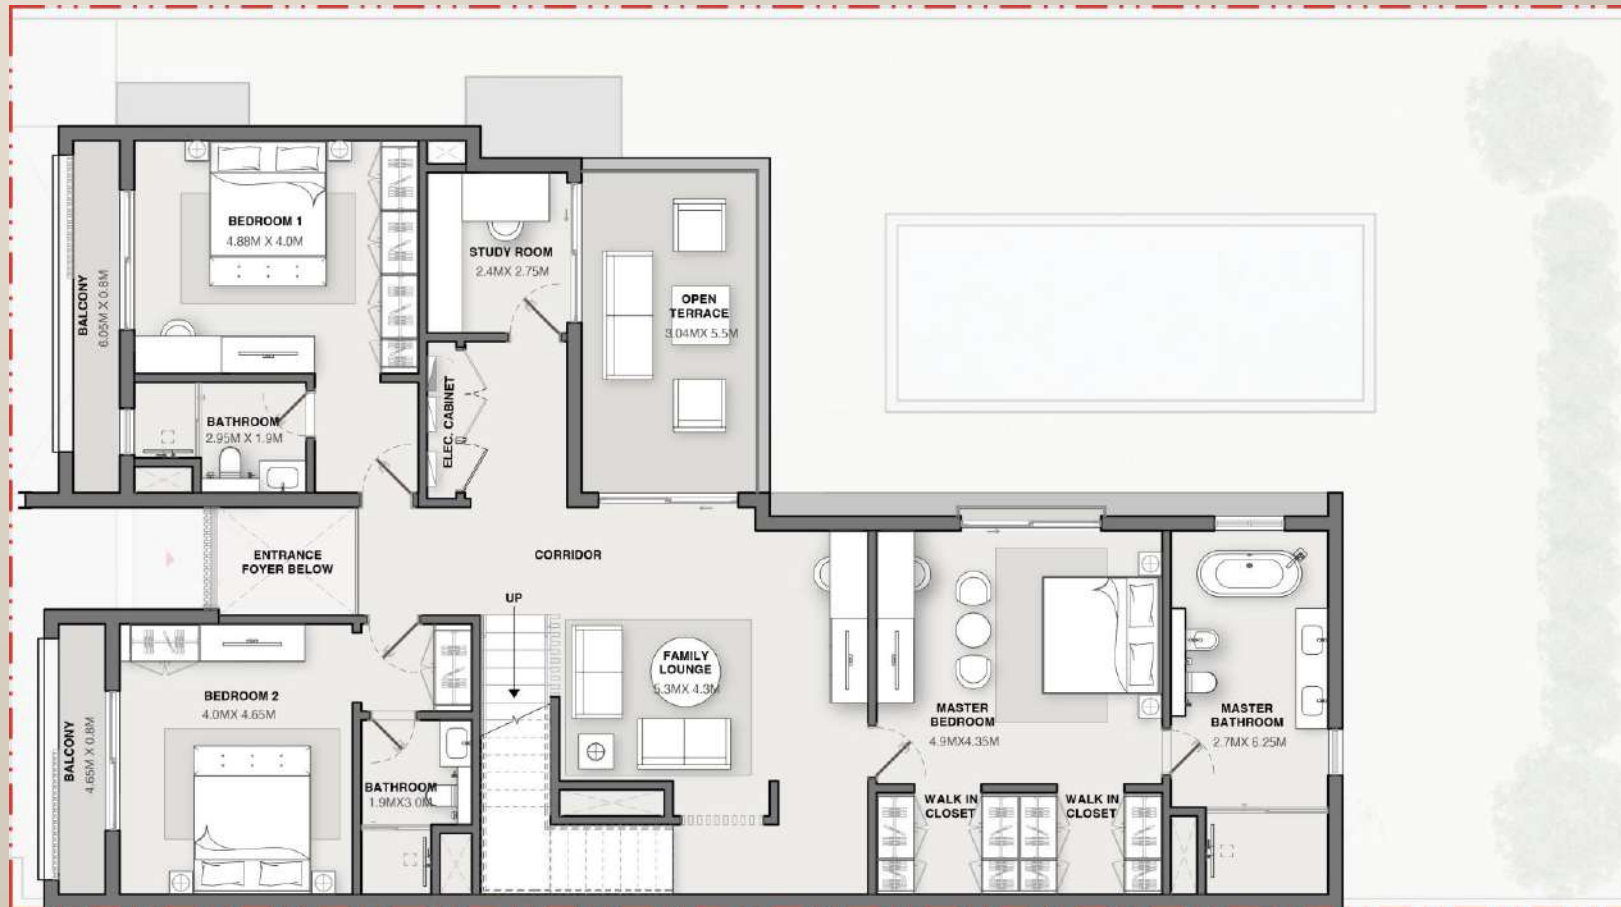 BEDROOM 1
4.88M X 4.0M
BALCONY
6.05M X 0.8M
STUDY ROOM
2.4MX 2.75M
OPEN
TERRACE
3.04MX 5.5M
BATHROOM
2.95M X 1.9M
ELEC. CABINET
ENTRANCE
FOYER BELOW
CORRIDOR
UP
BEDROOM 2
4.0MX 4.65M
BALCONY
4.65M X 0.8M
BATHROOM
1.9MX3.0M
FAMILY
LOUNGE
5.3MX 4.3M
MASTER
BEDROOM
4.9MX4.35M
MASTER
BATHROOM
2.7MX 6.25M
WALK IN
CLOSET
WALK IN
CLOSET